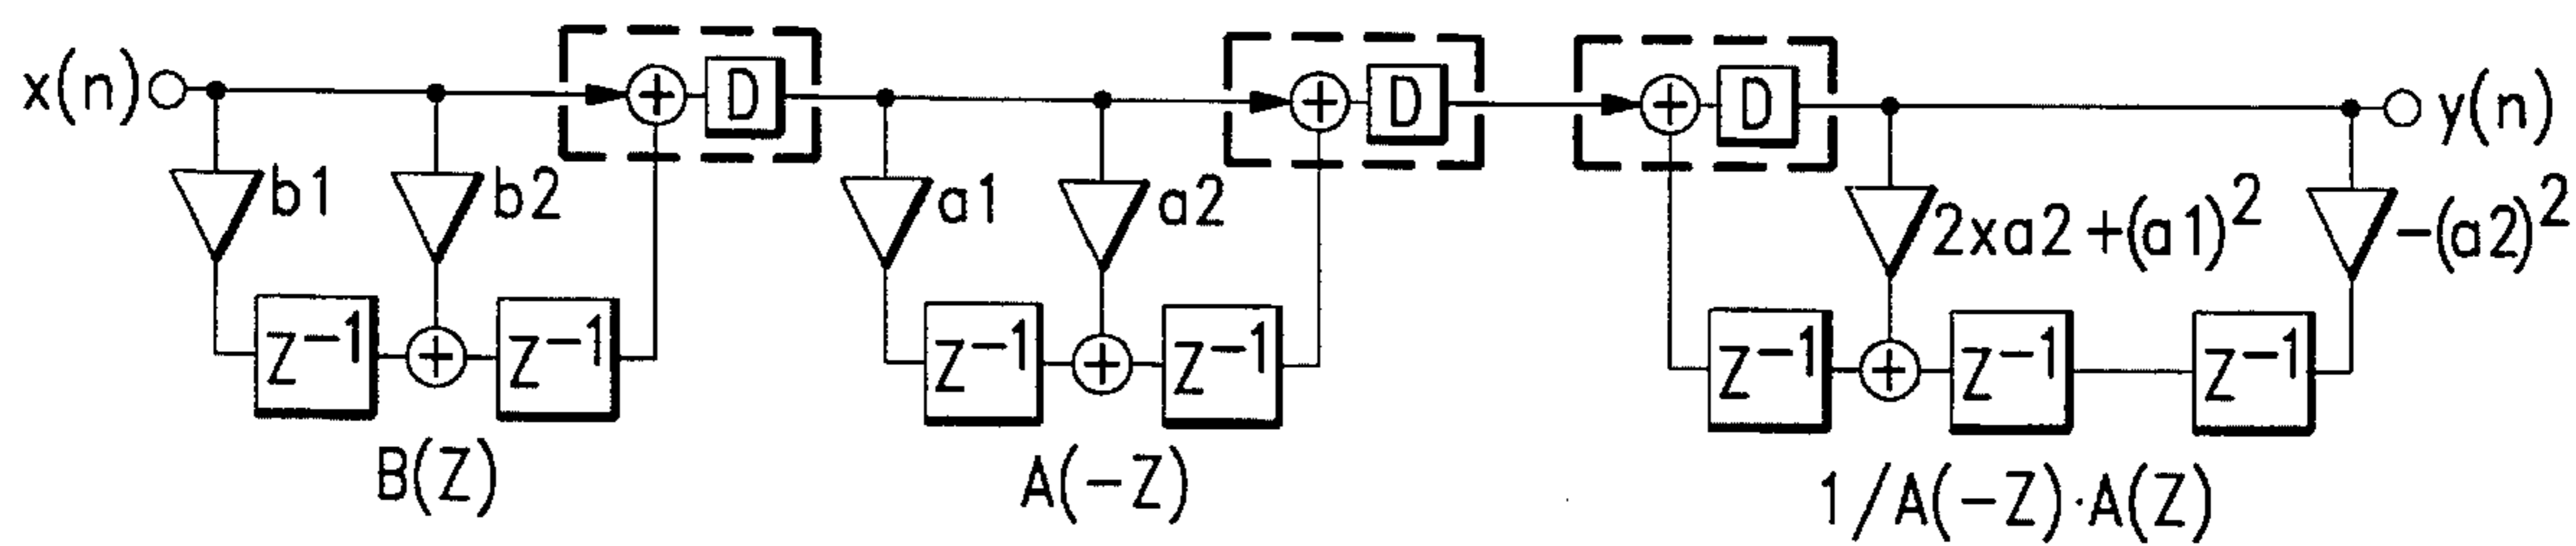 x(n) + D + D + D y(n)
b1 b2 a1 a2 2xa2+(a1)² -(a2)²
Z⁻¹ + Z⁻¹ Z⁻¹ + Z⁻¹ Z⁻¹ + Z⁻¹ Z⁻¹
B(Z) A(-Z) 1/A(-Z)·A(Z)